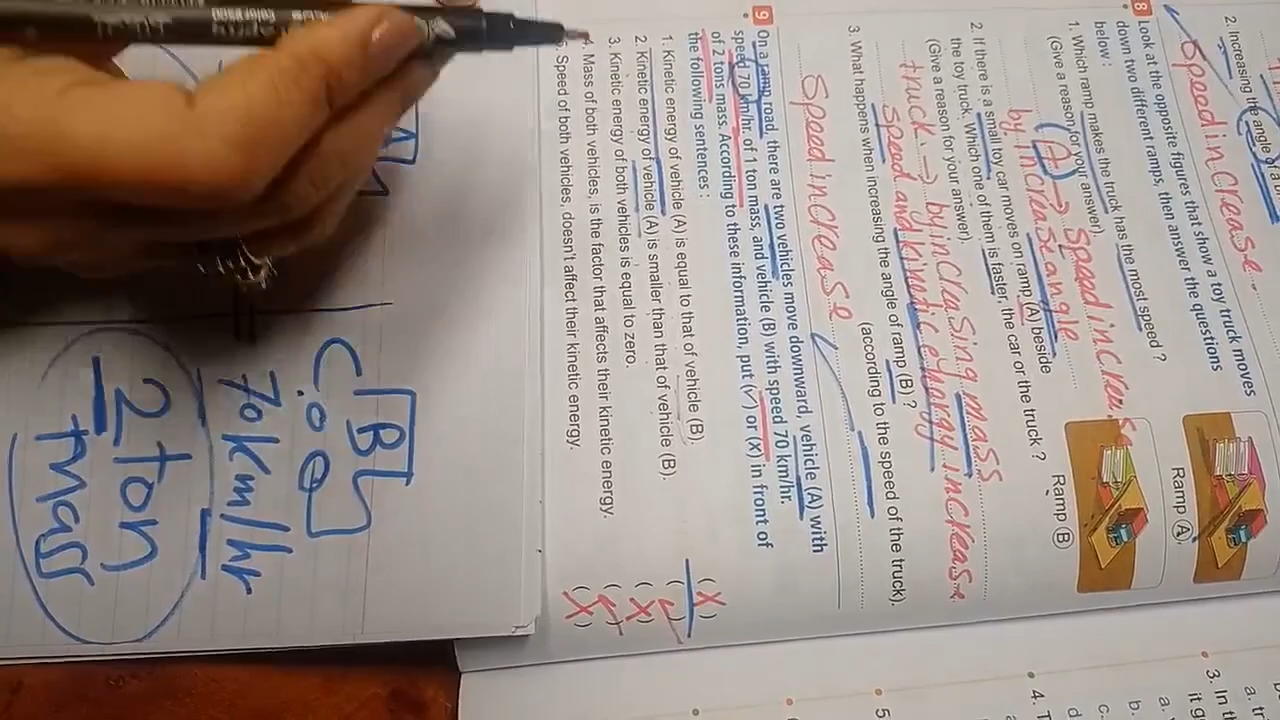 2. Increasing the angle of a
Speed increase
8 Look at the opposite figures that show a toy truck moves
down two different ramps, then answer the questions
below :
1. Which ramp makes the truck has the most speed ?
(Give a reason for your answer).
(A) → Speed increase
by increase angle
2. If there is a small toy car moves on ramp (A) beside
the toy truck. Which one of them is faster, the car or the truck ?
(Give a reason for your answer).
truck → by increasing mass
speed and kinetic enargy increase
3. What happens when increasing the angle of ramp (B) ?
(according to the speed of the truck).
Speed increase
Ramp (A)
Ramp (B)
9 On a ramp road, there are two vehicles move downward, vehicle (A) with
speed 70 km/hr. of 1 ton mass, and vehicle (B) with speed 70 km/hr.
of 2 tons mass. According to these information, put (✓) or (x) in front of
the following sentences :
1. Kinetic energy of vehicle (A) is equal to that of vehicle (B). (X)
2. Kinetic energy of vehicle (A) is smaller than that of vehicle (B). (✓)
3. Kinetic energy of both vehicles is equal to zero. (X)
4. Mass of both vehicles, is the factor that affects their kinetic energy. (✓)
5. Speed of both vehicles, doesn't affect their kinetic energy. (X)
B
70 km/hr
2 ton
mass
3. In th
a. tr
it g
a.
b.
c.
d
4. T
5